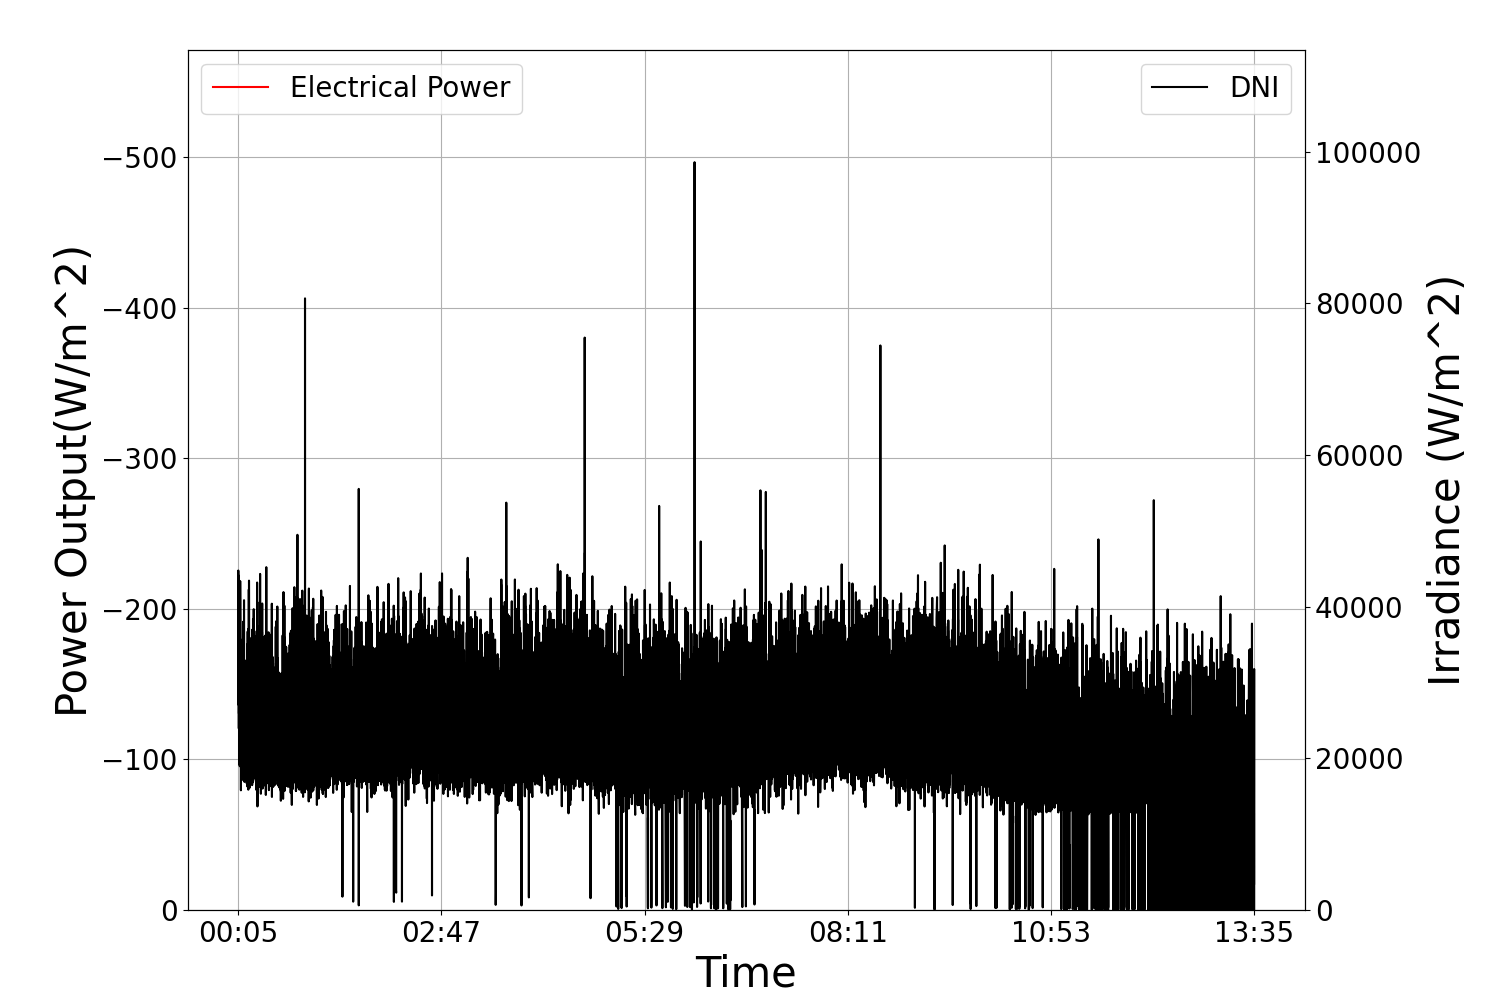 Electrical Power
DNI
−500
−400
−300
−200
−100
0
100000
80000
60000
40000
20000
0
Power Output(W/m^2)
Irradiance (W/m^2)
00:05 02:47 05:29 08:11 10:53 13:35
Time